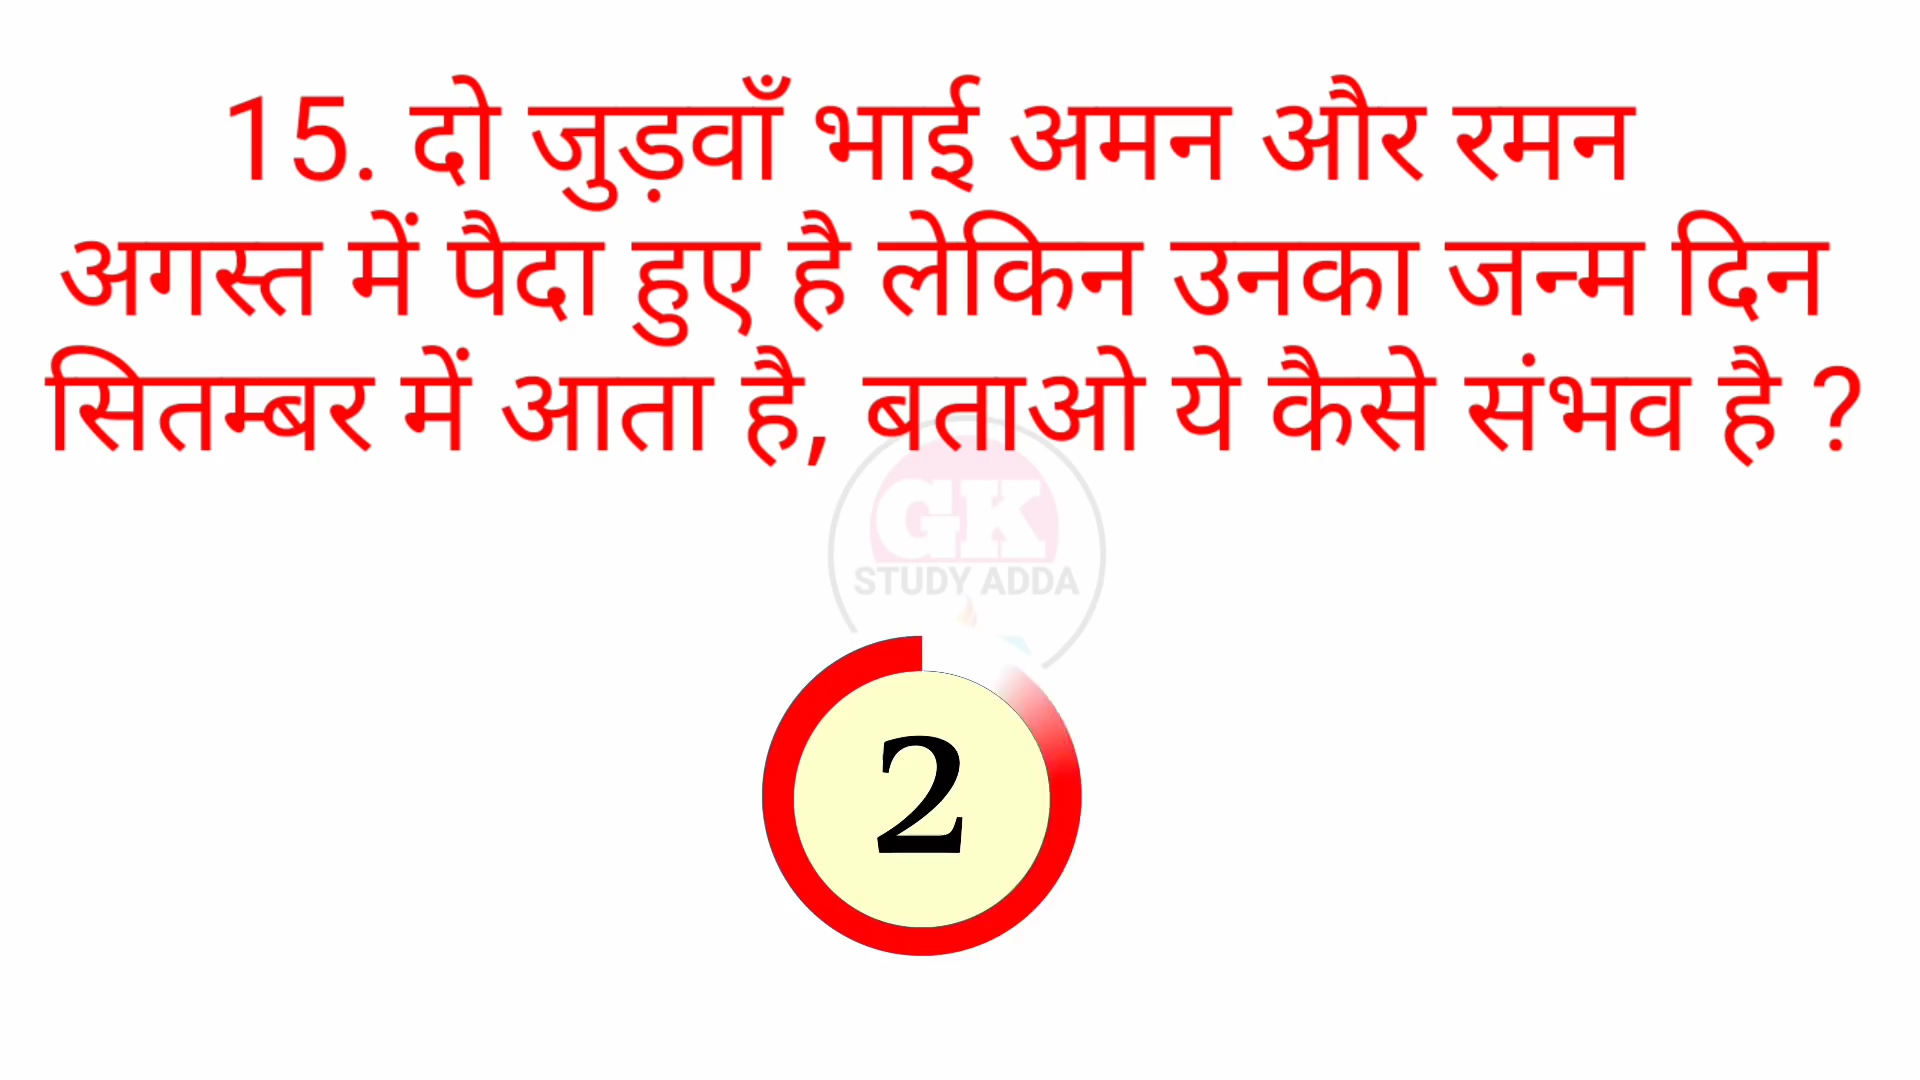 15. दो जुड़वाँ भाई अमन और रमन
अगस्त में पैदा हुए है लेकिन उनका जन्म दिन
सितम्बर में आता है, बताओ ये कैसे संभव है ?
GK
STUDY ADDA
2